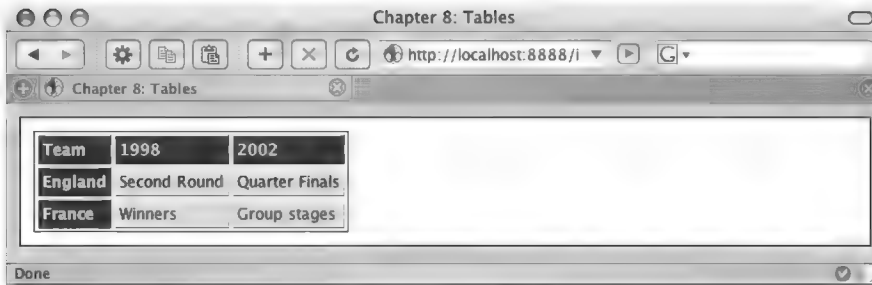 Chapter 8: Tables
http://localhost:8888/i
G
Chapter 8: Tables
Team 1998 2002
England Second Round Quarter Finals
France Winners Group stages
Done